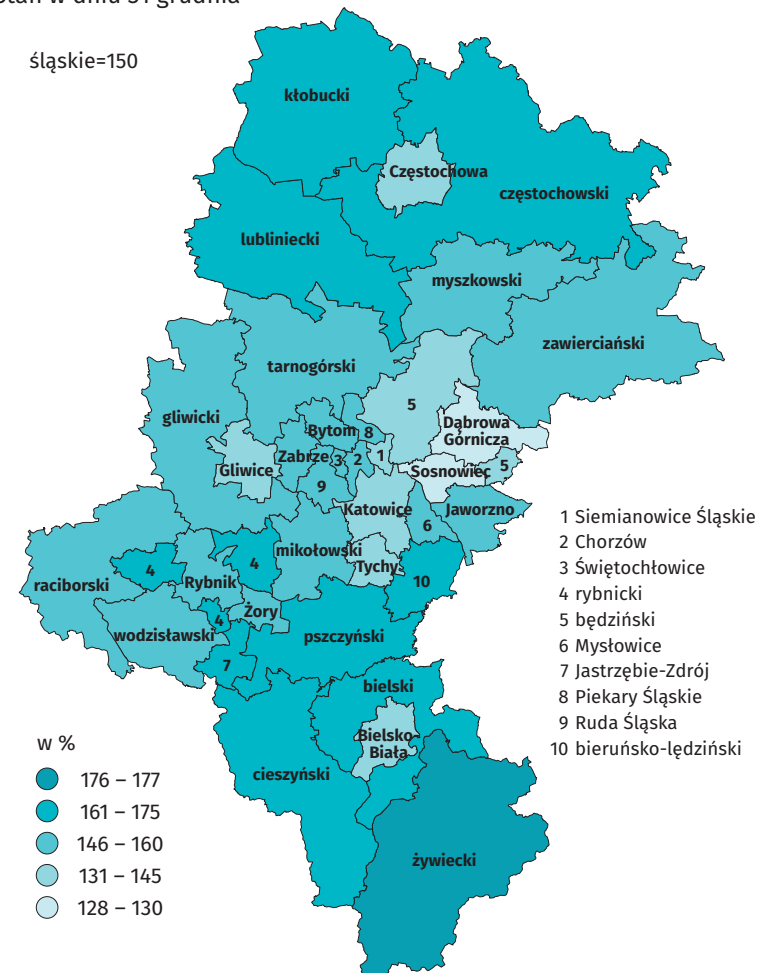 stan w dniu 31 grudnia
śląskie=150
kłobucki
Częstochowa
częstochowski
lubliniecki
myszkowski
zawierciański
tarnogórski
5
gliwicki
Dąbrowa
Górnicza
Bytom
8
Zabrze
3
2
1
Gliwice
Sosnowiec
5
9
Katowice
6
Jaworzno
mikołowski
Tychy
4
4
10
raciborski
Rybnik
Żory
4
wodzisławski
pszczyński
7
bielski
Bielsko-
Biała
cieszyński
żywiecki
1 Siemianowice Śląskie
2 Chorzów
3 Świętochłowice
4 rybnicki
5 będziński
6 Mysłowice
7 Jastrzębie-Zdrój
8 Piekary Śląskie
9 Ruda Śląska
10 bieruńsko-lędziński
w %
176 – 177
161 – 175
146 – 160
131 – 145
128 – 130